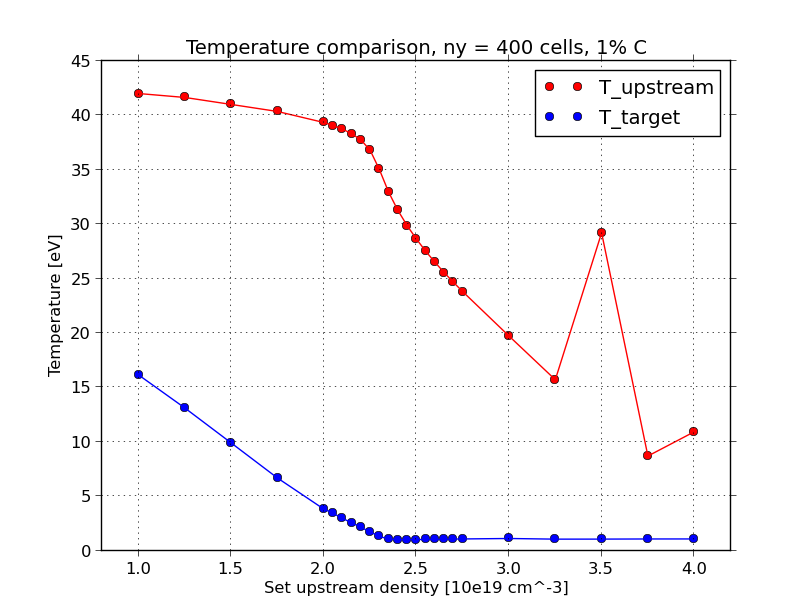 Temperature comparison, ny = 400 cells, 1% C
T_upstream
T_target
Temperature [eV]
45
40
35
30
25
20
15
10
5
0
1.0 1.5 2.0 2.5 3.0 3.5 4.0
Set upstream density [10e19 cm^-3]